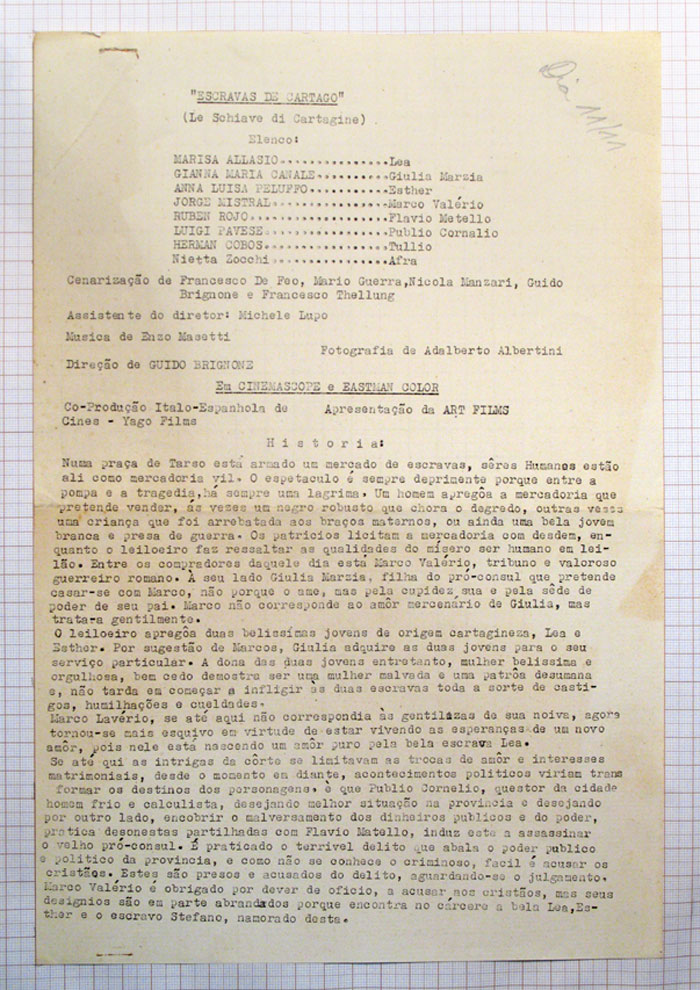 Dia 11/11
"ESCRAVAS DE CARTAGO"
(Le Schiave di Cartagine)
Elenco:
MARISA ALLASIO..............Lea
GIANNA MARIA CANALE..........Giulia Marzia
ANNA LUISA PELUFFO..........Esther
JORGE MISTRAL...............Marco Valério
RUBEN ROJO..................Flavio Metello
LUIGI PAVESE................Publio Cornalio
HERMAN COBOS................Tullio
Nietta Zocchi...............Afra
Cenarização de Francesco De Feo, Mario Guerra,Nicola Manzari, Guido
Brignone e Francesco Thellung
Assistente do diretor: Michele Lupo
Musica de Enzo Masetti
Fotografia de Adalberto Albertini
Direção de GUIDO BRIGNONE
Em CINEMASCOPE e EASTMAN COLOR
Co-Produção Italo-Espanhola de Apresentação da ART FILMS
Cines - Yago Films
H i s t o r i a:
Numa praça de Tarso está armado um mercado de escravas, sêres Humanos estão
ali como mercadoria vil. O espetaculo é sempre deprimente porque entre a
pompa e a tragedia,há sempre uma lagrima. Um homem apregôa a mercadoria que
pretende vender, ás vezes um negro robusto que chora o degredo, outras vezes
uma criança que foi arrebatada aos braços maternos, ou ainda uma bela jovem
branca e presa de guerra. Os patricios licitam a mercadoria com desdem, en-
quanto o leiloeiro faz ressaltar as qualidades do mísero ser humano em lei-
lão. Entre os compradores daquele dia está Marco Valério, tribuno e valoroso
guerreiro romano. À seu lado Giulia Marzia, filha do pró-consul que pretende
casar-se com Marco, não porque o ame, mas pela cupidez sua e pela sêde de
poder de seu pai. Marco não corresponde ao amôr mercenário de Giulia, mas
trata-a gentilmente.
O leiloeiro apregôa duas belissímas jovens de origem cartagineza, Lea e
Esther. Por sugestão de Marcos, Giulia adquire as duas jovens para o seu
serviço particular. A dona das duas jovens entretanto, mulher belissima e
orgulhosa, bem cedo demostra ser uma mulher malvada e uma patrôa desumana
e, não tarda em começar a infligir ás duas escravas toda a sorte de casti-
gos, humilhações e cueldades.
Marco Lavério, se até aqui não correspondia às gentilezas de sua noiva, agora
tornou-se mais esquivo em virtude de estar vivendo as esperanças de um novo
amôr, pois nele está nascendo um amôr puro pela bela escrava Lea.
Se até qui as intrigas da côrte se limitavam as trocas de amôr e interesses
matrimoniais, desde o momento em diante, acontecimentos politicos viriam trans
formar os destinos dos personagens. é que Publio Cornelio, questor da cidade
homem frio e calculista, desejando melhor situação na provincia e desejando
por outro lado, encobrir o malversamento dos dinheiros publicos e do poder,
pratica desonestas partilhadas com Flavio Matello, induz este a assassinar
o velho pró-consul. É praticado o terrivel delito que abala o poder publico
e politico da provincia, e como não se conhece o criminoso, facil é acusar os
cristãos. Estes são presos e acusados do delito, aguardando-se o julgamento.
Marco Valério é obrigado por dever de oficio, a acusar aos cristãos, mas seus
designios são em parte abrandados porque encontra no cárcere a bela Lea,Es-
ther e o escravo Stefano, namorado desta.